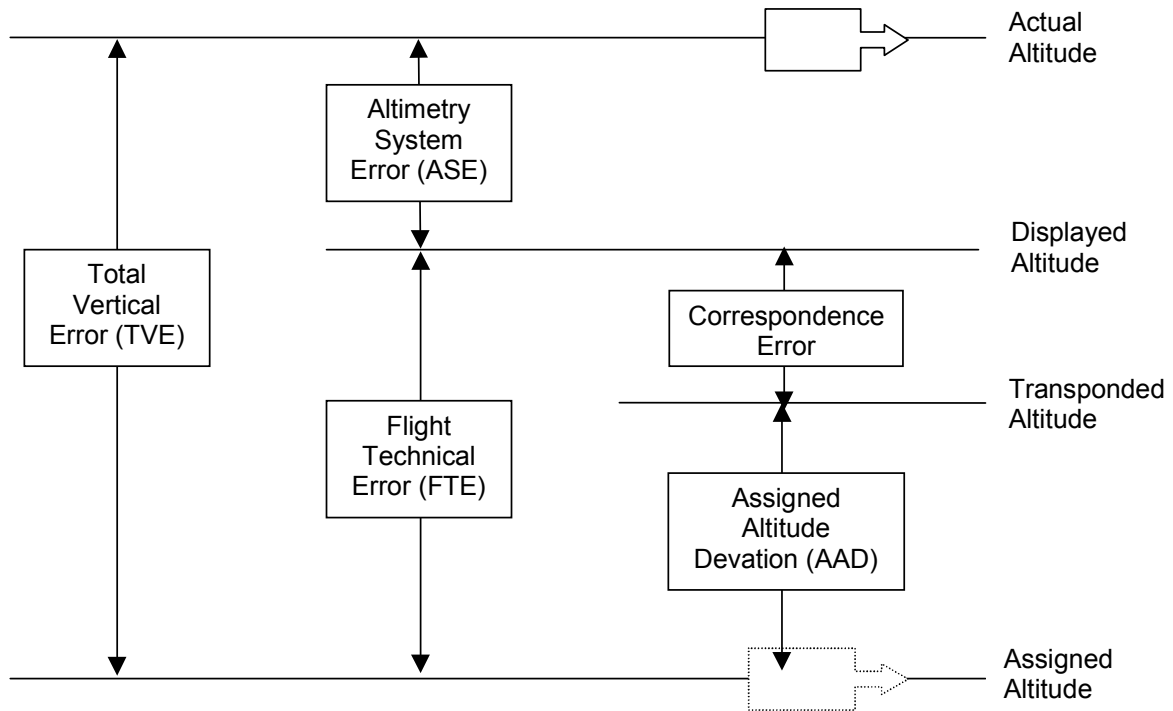 Actual
Altitude
Altimetry
System
Error (ASE)
Displayed
Altitude
Total
Vertical
Error (TVE)
Correspondence
Error
Transponded
Altitude
Flight
Technical
Error (FTE)
Assigned
Altitude
Devation (AAD)
Assigned
Altitude